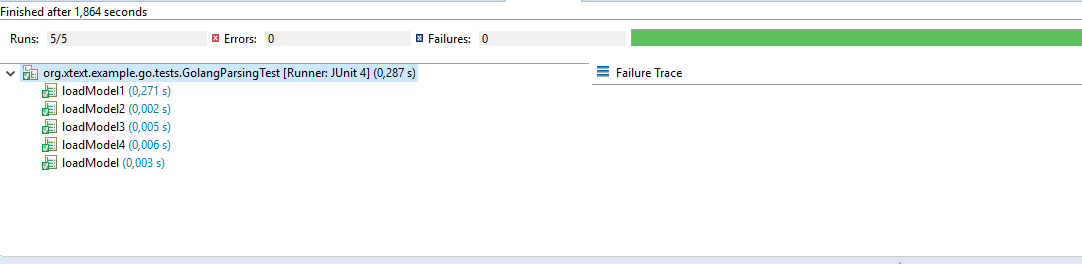 Finished after 1,864 seconds
Runs: 5/5 Errors: 0 Failures: 0
org.xtext.example.go.tests.GolangParsingTest [Runner: JUnit 4] (0,287 s)
Failure Trace
loadModel1 (0,271 s)
loadModel2 (0,002 s)
loadModel3 (0,005 s)
loadModel4 (0,006 s)
loadModel (0,003 s)